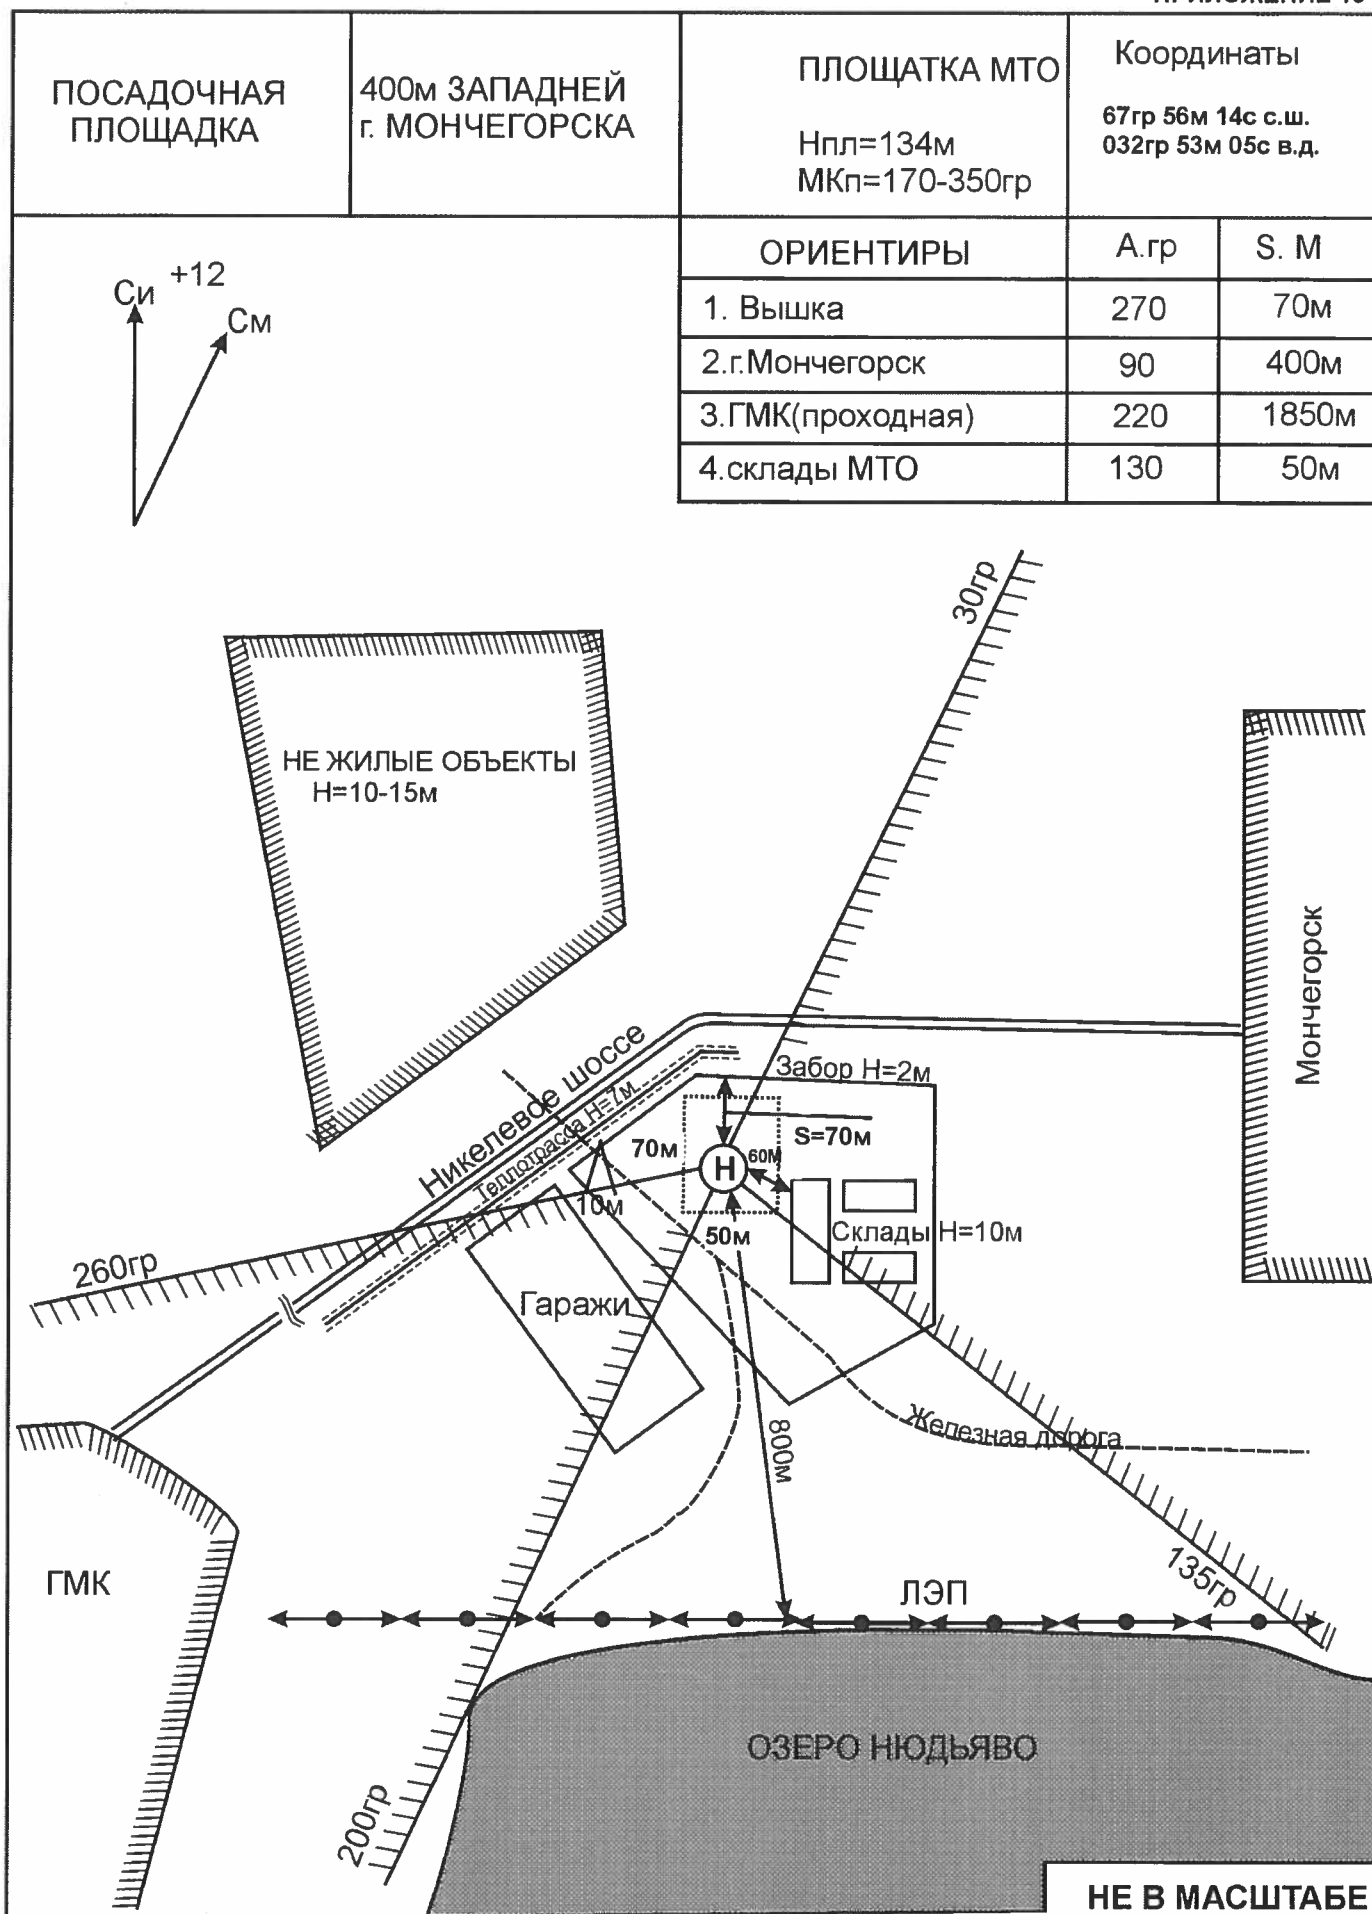 ПОСАДОЧНАЯ
ПЛОЩАДКА
400м ЗАПАДНЕЙ
г. МОНЧЕГОРСКА
ПЛОЩАТКА МТО
Нпл=134м
МКп=170-350гр
Координаты
67гр 56м 14с с.ш.
032гр 53м 05с в.д.
ОРИЕНТИРЫ А.гр S. М
1. Вышка 270 70м
2.г.Мончегорск 90 400м
3.ГМК(проходная) 220 1850м
4.склады МТО 130 50м
Си +12
См
30гр
НЕ ЖИЛЫЕ ОБЪЕКТЫ
Н=10-15м
Мончегорск
Никелевое шоссе
Теплотрасса Н=7м
Забор Н=2м
S=70м
70м
60м
Н
10м
50м
Склады Н=10м
260гр
Гаражи
800м
Железная дорога
ГМК
ЛЭП
135гр
ОЗЕРО НЮДЬЯВО
200гр
НЕ В МАСШТАБЕ